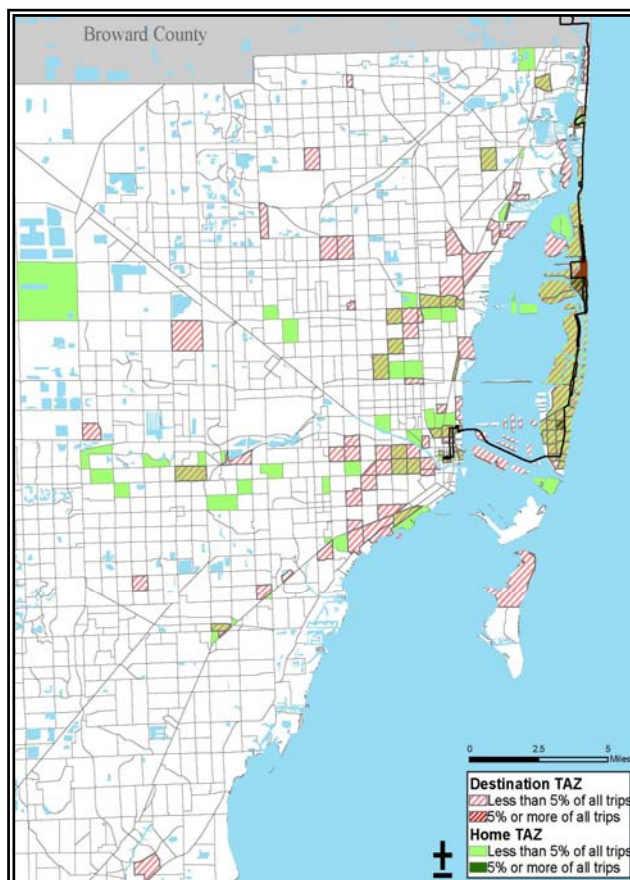 Broward County
0 2.5 5
Miles
Destination TAZ
Less than 5% of all trips
5% or more of all trips
Home TAZ
Less than 5% of all trips
5% or more of all trips